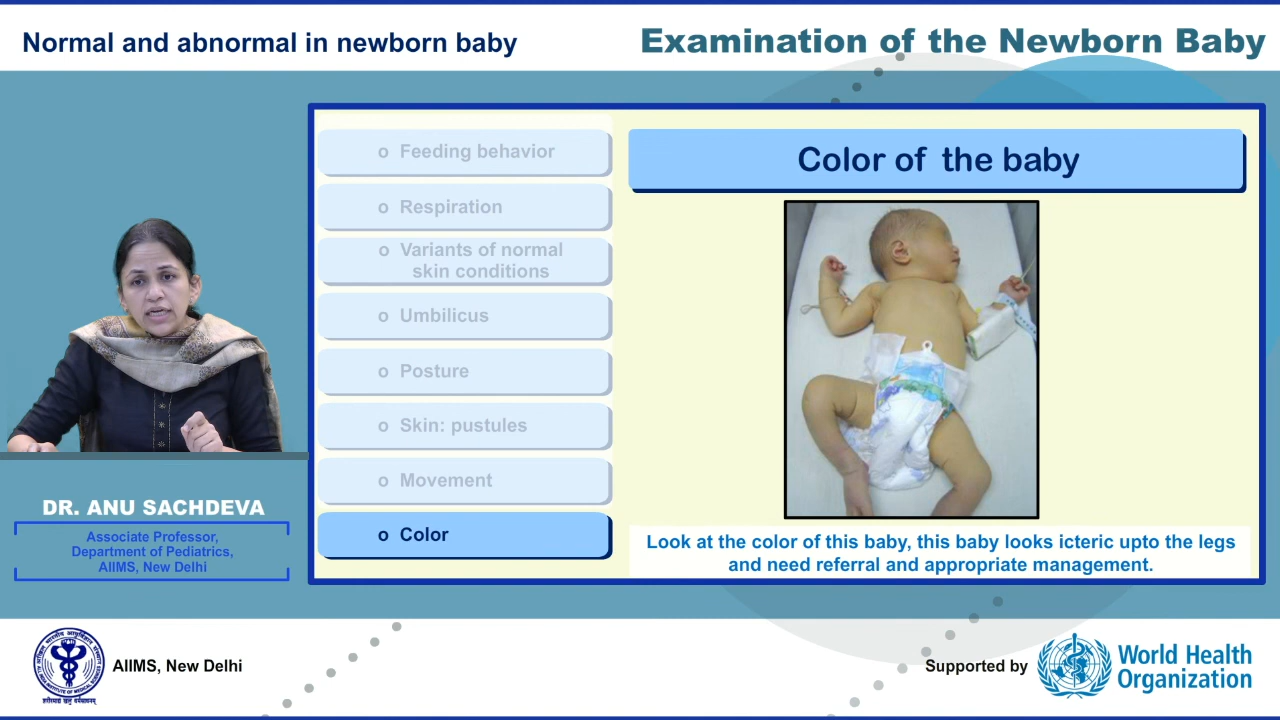 Normal and abnormal in newborn baby
Examination of the Newborn Baby
o Feeding behavior
o Respiration
o Variants of normal
skin conditions
o Umbilicus
o Posture
o Skin: pustules
o Movement
o Color
Color of the baby
Look at the color of this baby, this baby looks icteric upto the legs
and need referral and appropriate management.
DR. ANU SACHDEVA
Associate Professor,
Department of Pediatrics,
AIIMS, New Delhi
AIIMS, New Delhi
Supported by
World Health
Organization